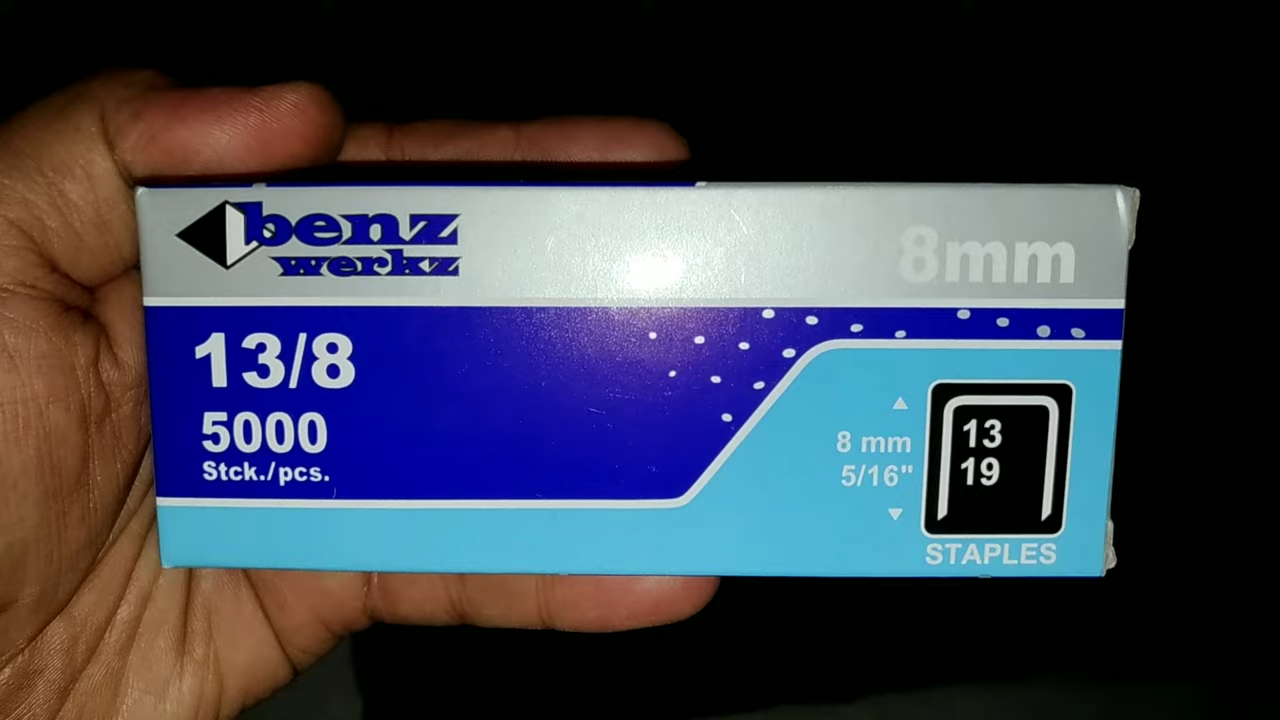 benz
werkz
8mm
13/8
5000
Stck./pcs.
8 mm
5/16"
13
19
STAPLES